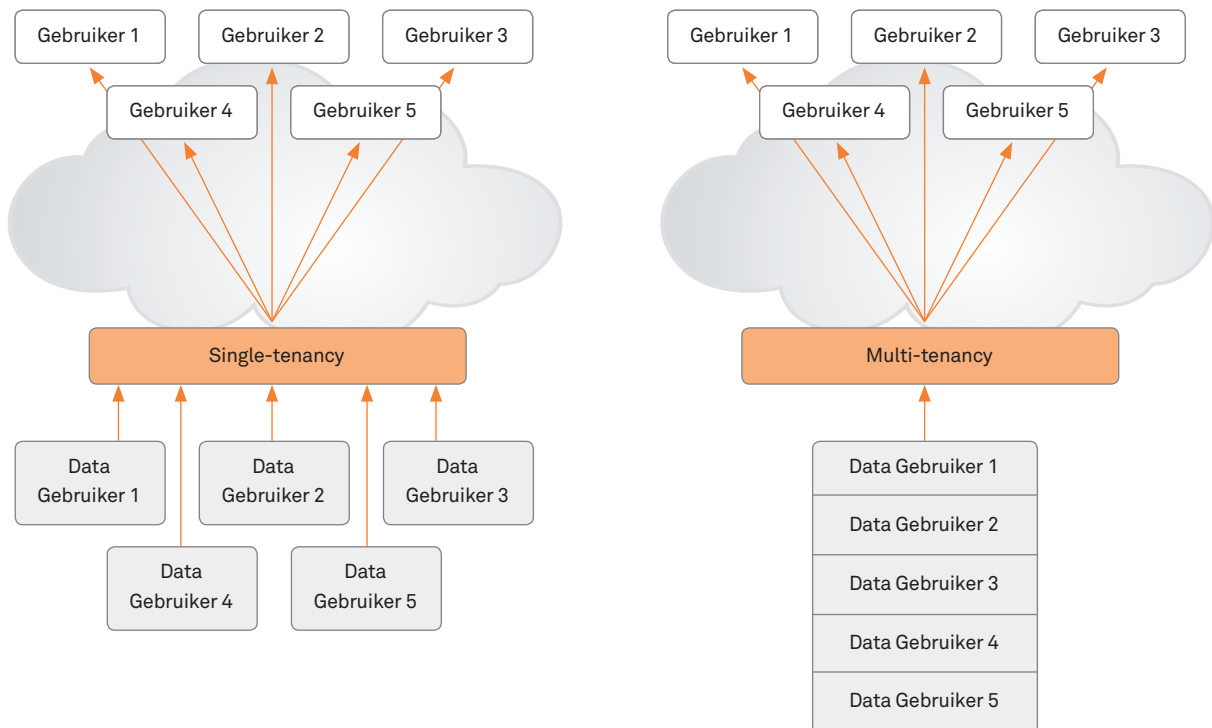 Gebruiker 1
Gebruiker 2
Gebruiker 3
Gebruiker 4
Gebruiker 5
Single-tenancy
Data
Gebruiker 1
Data
Gebruiker 2
Data
Gebruiker 3
Data
Gebruiker 4
Data
Gebruiker 5
Gebruiker 1
Gebruiker 2
Gebruiker 3
Gebruiker 4
Gebruiker 5
Multi-tenancy
Data Gebruiker 1
Data Gebruiker 2
Data Gebruiker 3
Data Gebruiker 4
Data Gebruiker 5